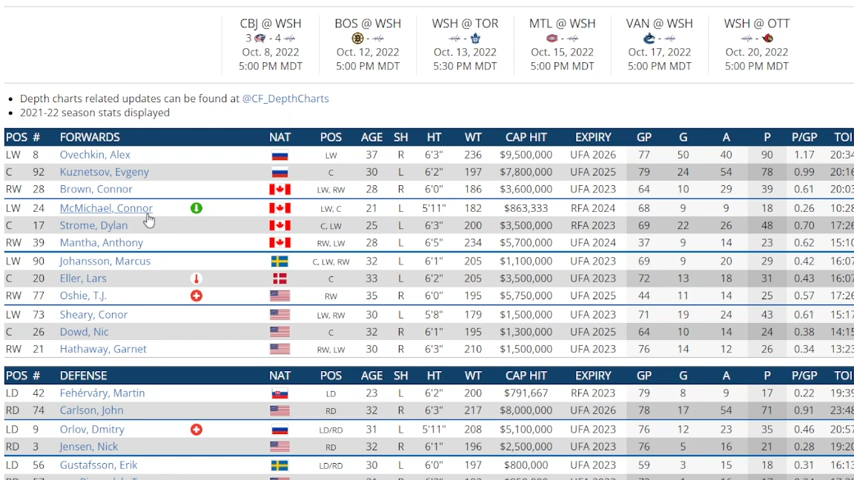 CBJ @ WSH BOS @ WSH WSH @ TOR MTL @ WSH VAN @ WSH WSH @ OTT
3 - 4 - - - - - -
Oct. 8, 2022 Oct. 12, 2022 Oct. 13, 2022 Oct. 15, 2022 Oct. 17, 2022 Oct. 20, 2022
5:00 PM MDT 5:00 PM MDT 5:30 PM MDT 5:00 PM MDT 5:00 PM MDT 5:00 PM MDT
• Depth charts related updates can be found at @CF_DepthCharts
• 2021-22 season stats displayed
POS # FORWARDS NAT POS AGE SH HT WT CAP HIT EXPIRY GP G A P P/GP TOI
LW 8 Ovechkin, Alex LW 37 R 6'3" 236 $9,500,000 UFA 2026 77 50 40 90 1.17 20:34
C 92 Kuznetsov, Evgeny C 30 L 6'2" 197 $7,800,000 UFA 2025 79 24 54 78 0.99 20:16
RW 28 Brown, Connor LW, RW 28 R 6'0" 186 $3,600,000 UFA 2023 64 10 29 39 0.61 20:03
LW 24 McMichael, Connor LW, C 21 L 5'11" 182 $863,333 RFA 2024 68 9 9 18 0.26 10:28
C 17 Strome, Dylan C, LW 25 L 6'3" 200 $3,500,000 RFA 2023 69 22 26 48 0.70 17:26
RW 39 Mantha, Anthony RW, LW 28 L 6'5" 234 $5,700,000 UFA 2024 37 9 14 23 0.62
LW 90 Johansson, Marcus C, LW, RW 32 L 6'1" 205 $1,100,000 UFA 2023 69 9 20 29 0.42 16:07
C 20 Eller, Lars C 33 L 6'2" 205 $3,500,000 UFA 2023 72 13 18 31 0.43 16:07
RW 77 Oshie, T.J. RW 35 R 6'0" 195 $5,750,000 UFA 2025 44 11 14 25 0.57 17:26
LW 73 Sheary, Conor LW, RW 30 L 5'8" 179 $1,500,000 UFA 2023 71 19 24 43 0.61
C 26 Dowd, Nic C 32 R 6'1" 195 $1,300,000 UFA 2025 64 10 14 24 0.38 14:15
RW 21 Hathaway, Garnet RW, LW 30 R 6'3" 210 $1,500,000 UFA 2023 76 14 12 26 0.34 13:23
POS # DEFENSE NAT POS AGE SH HT WT CAP HIT EXPIRY GP G A P P/GP TOI
LD 42 Fehérváry, Martin LD 23 L 6'2" 200 $791,667 RFA 2023 79 8 9 17 0.22
RD 74 Carlson, John RD 32 R 6'3" 217 $8,000,000 UFA 2026 78 17 54 71 0.91
LD 9 Orlov, Dmitry LD/RD 31 L 5'11" 208 $5,100,000 UFA 2023 76 12 23 35 0.46
RD 3 Jensen, Nick RD 32 R 6'1" 196 $2,500,000 UFA 2023 76 5 16 21 0.28
LD 56 Gustafsson, Erik LD/RD 30 L 6'0" 197 $800,000 UFA 2023 59 3 15 18 0.31